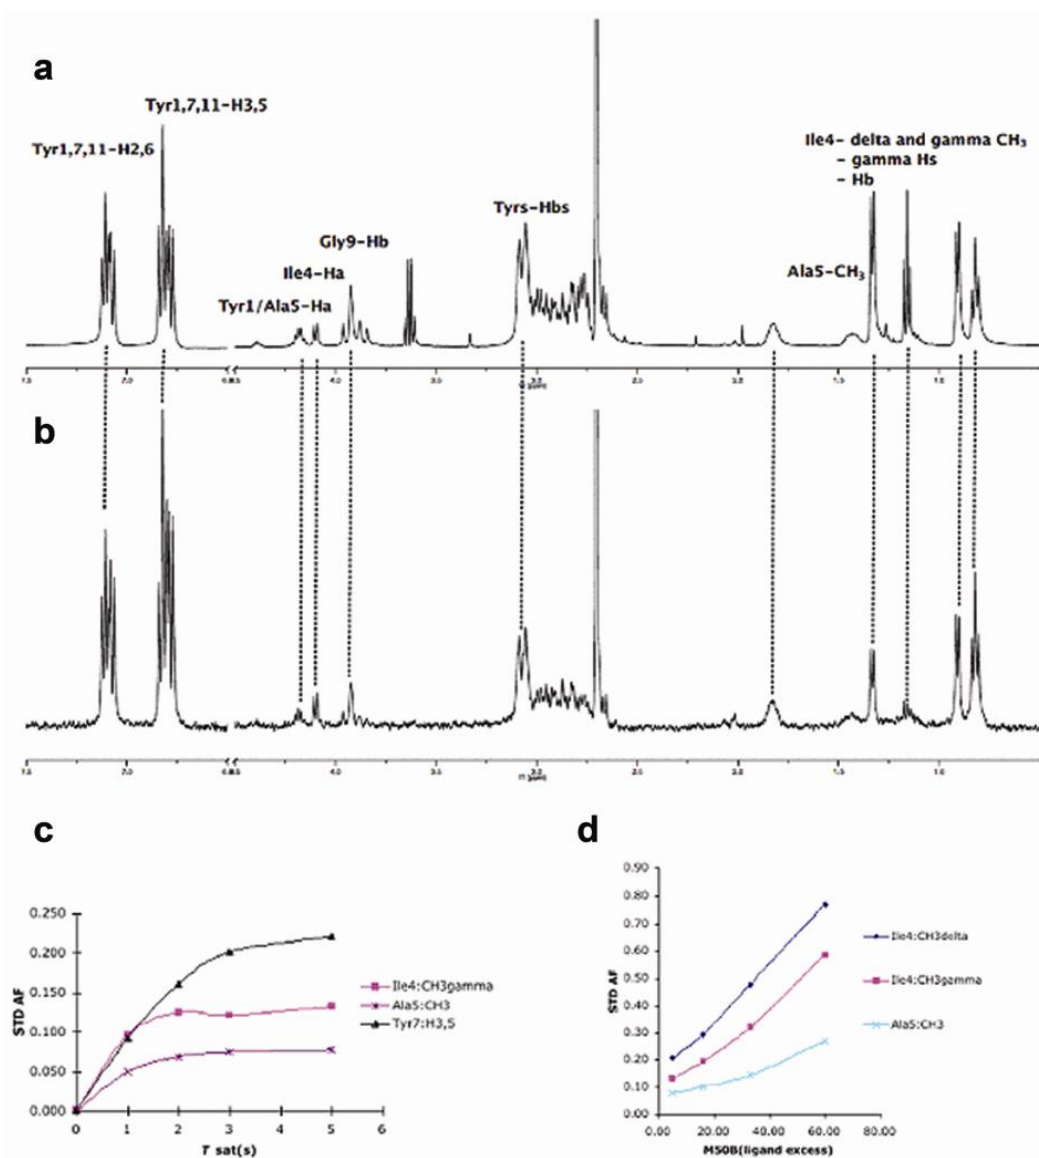 a
Tyr1,7,11-H3,5
Tyr1,7,11-H2,6
Ile4- delta and gamma CH₃
- gamma Hs
- Hb
Tyrs-Hbs
Gly9-Hb
Ile4-Ha
Ala5-CH₃
Tyr1/Ala5-Ha
b
c
d
0.250
0.200
0.150
0.100
0.050
0.000
STD AF
0 1 2 3 4 5 6
T sat(s)
Ile4:CH3gamma
Ala5:CH3
Tyr7:H3,5
0.90
0.80
0.70
0.60
0.50
0.40
0.30
0.20
0.10
0.00
STD AF
0.00 20.00 40.00 60.00 80.00
M50B(ligand excess)
Ile4:CH3delta
Ile4:CH3gamma
Ala5:CH3